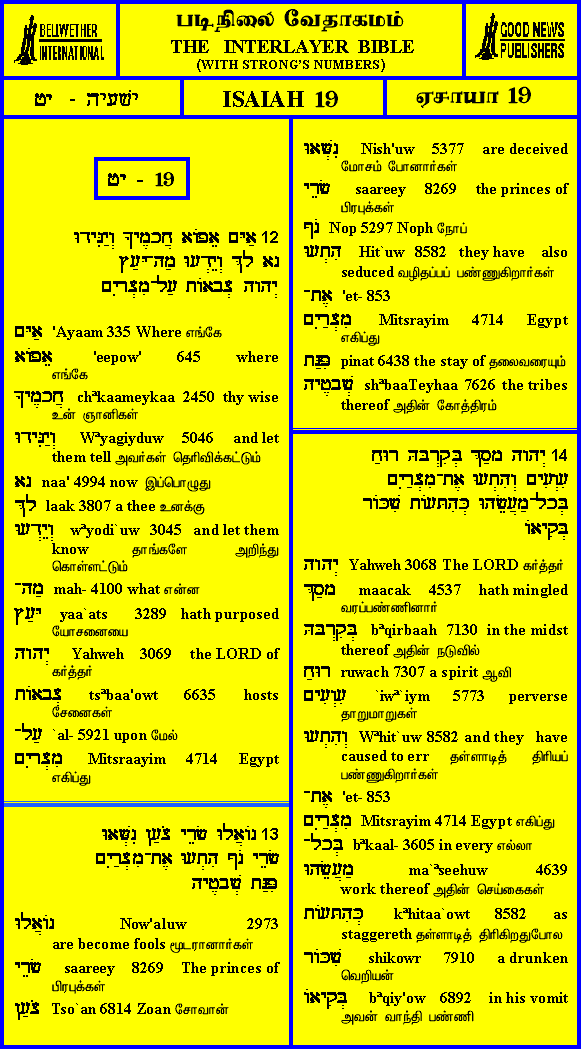 BELLWETHER
INTERNATIONAL
படிநிலை வேதாகமம்
THE INTERLAYER BIBLE
(WITH STRONG'S NUMBERS)
GOOD NEWS
PUBLISHERS
ישעיה - יט
ISAIAH 19
ஏசாயா 19
19 - יט
12 אַיָּם אֵפוֹא חֲכָמֶיךָ וְיַגִּידוּ
נָא לָךְ וְיֵדְעוּ מַה־יָּעַץ
יְהוָה צְבָאוֹת עַל־מִצְרָיִם
אַיָּם 'Ayaam 335 Where எங்கே
אֵפוֹא 'eepow' 645 where
எங்கே
חֲכָמֶיךָ chªkaameykaa 2450 thy wise
உன் ஞானிகள்
וְיַגִּידוּ Wªyagiyduw 5046 and let
them tell அவர்கள் தெரிவிக்கட்டும்
נָא naa' 4994 now இப்பொழுது
לָךְ laak 3807 a thee உனக்கு
וְיֵדְעוּ wªyodi`uw 3045 and let them
know தாங்களே அறிந்து
கொள்ளட்டும்
מַה־ mah- 4100 what என்ன
יָּעַץ yaa`ats 3289 hath purposed
யோசனையை
יְהוָה Yahweh 3069 the LORD of
கர்த்தர்
צְבָאוֹת tsªbaa'owt 6635 hosts
சேனைகள்
עַל־ `al- 5921 upon மேல்
מִצְרָיִם Mitsraayim 4714 Egypt
எகிப்து
13 נוֹאֲלוּ שָׂרֵי צֹעַן נִשְּׁאוּ
שָׂרֵי נֹף הִתְעוּ אֶת־מִצְרַיִם
פִּנַּת שְׁבָטֶיהָ
נוֹאֲלוּ Now'aluw 2973
are become fools மூடரானார்கள்
שָׂרֵי saareey 8269 The princes of
பிரபுக்கள்
צֹעַן Tso`an 6814 Zoan சோவான்
נִשְּׁאוּ Nish'uw 5377 are deceived
மோசம் போனார்கள்
שָׂרֵי saareey 8269 the princes of
பிரபுக்கள்
נֹף Nop 5297 Noph நோப்
הִתְעוּ Hit`uw 8582 they have also
seduced வழிதப்பப் பண்ணுகிறார்கள்
אֶת־ 'et- 853
מִצְרַיִם Mitsrayim 4714 Egypt
எகிப்து
פִּנַּת pinat 6438 the stay of தலைவரையும்
שְׁבָטֶיהָ shªbaaTeyhaa 7626 the tribes
thereof அதின் கோத்திரம்
14 יְהוָה מָסַךְ בְּקִרְבָּהּ רוּחַ
עִוְעִים וְהִתְעוּ אֶת־מִצְרַיִם
בְּכָל־מַעֲשֵׂהוּ כְּהִתָּעוֹת שִׁכּוֹר
בְּקִיאוֹ
יְהוָה Yahweh 3068 The LORD கர்த்தர்
מָסַךְ maacak 4537 hath mingled
வரப்பண்ணினார்
בְּקִרְבָּהּ bªqirbaah 7130 in the midst
thereof அதின் நடுவில்
רוּחַ ruwach 7307 a spirit ஆவி
עִוְעִים `iwª`iym 5773 perverse
தாறுமாறுகள்
וְהִתְעוּ Wªhit`uw 8582 and they have
caused to err தள்ளாடித் திரியப்
பண்ணுகிறார்கள்
אֶת־ 'et- 853
מִצְרַיִם Mitsrayim 4714 Egypt எகிப்து
בְּכָל־ bªkaal- 3605 in every எல்லா
מַעֲשֵׂהוּ ma`ªseehuw 4639
work thereof அதின் செய்கைகள்
כְּהִתָּעוֹת kªhitaa`owt 8582 as
staggereth தள்ளாடித் திரிகிறதுபோல
שִׁכּוֹר shikowr 7910 a drunken
வெறியன்
בְּקִיאוֹ bªqiy'ow 6892 in his vomit
அவன் வாந்தி பண்ணி